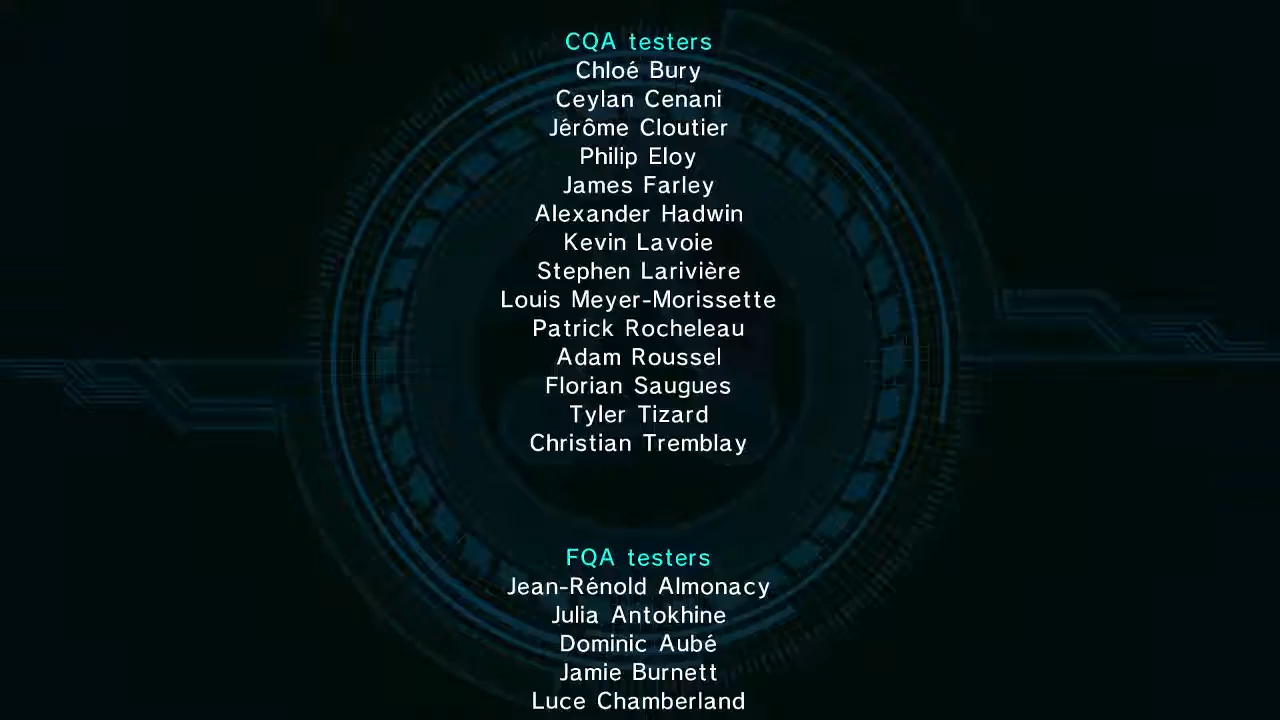 CQA testers
Chloé Bury
Ceylan Cenani
Jérôme Cloutier
Philip Eloy
James Farley
Alexander Hadwin
Kevin Lavoie
Stephen Larivière
Louis Meyer-Morissette
Patrick Rocheleau
Adam Roussel
Florian Saugues
Tyler Tizard
Christian Tremblay
FQA testers
Jean-Rénold Almonacy
Julia Antokhine
Dominic Aubé
Jamie Burnett
Luce Chamberland